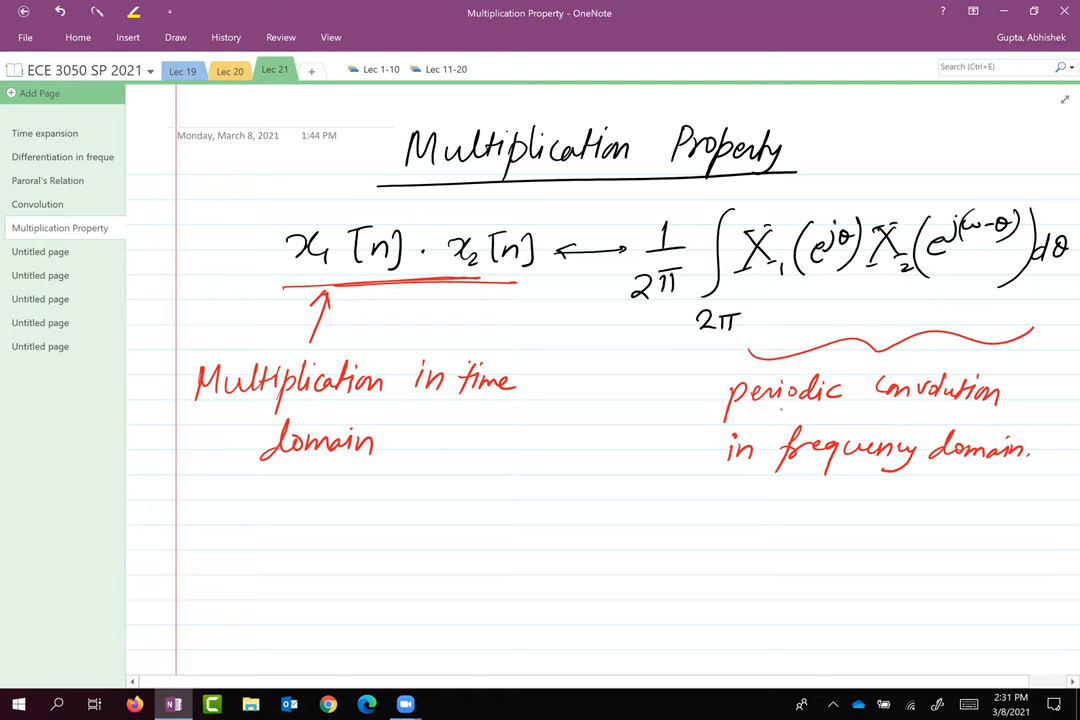 Multiplication Property - OneNote
?
File Home Insert Draw History Review View
Gupta, Abhishek
ECE 3050 SP 2021
Lec 19 Lec 20 Lec 21 + Lec 1-10 Lec 11-20
Search (Ctrl+E)
Add Page
Time expansion
Differentiation in freque
Paroral's Relation
Convolution
Multiplication Property
Untitled page
Untitled page
Untitled page
Untitled page
Untitled page
Monday, March 8, 2021 1:44 PM
Multiplication Property
x₁ [n] · x₂ [n] ⟷ 1/2π ∫2π X₁(e^jθ) X₂(e^j(ω-θ)) dθ
Multiplication in time
domain
periodic convolution
in frequency domain.
2:31 PM
3/8/2021